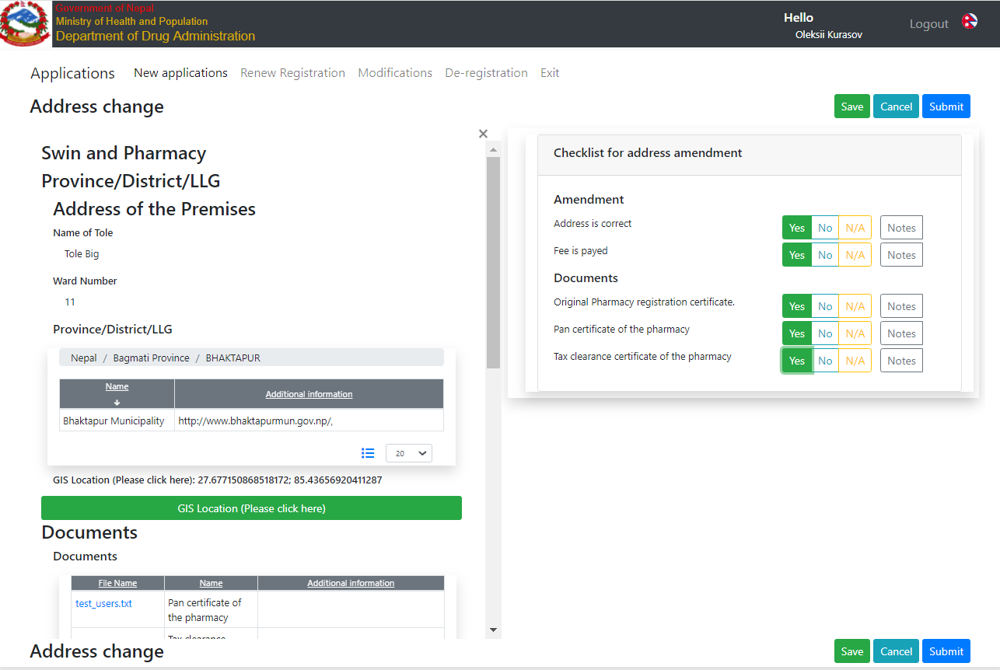 Government of Nepal
Ministry of Health and Population
Department of Drug Administration
Hello
Oleksii Kurasov
Logout
Applications New applications Renew Registration Modifications De-registration Exit
Address change
Save Cancel Submit
×
Swin and Pharmacy
Province/District/LLG
Address of the Premises
Name of Tole
Tole Big
Ward Number
11
Province/District/LLG
Nepal / Bagmati Province / BHAKTAPUR
Name Additional information
Bhaktapur Municipality http://www.bhaktapurmun.gov.np/,
20
GIS Location (Please click here): 27.677150868518172; 85.43656920411287
GIS Location (Please click here)
Documents
Documents
File Name Name Additional information
test_users.txt Pan certificate of
the pharmacy
Tax clearance
Checklist for address amendment
Amendment
Address is correct Yes No N/A Notes
Fee is payed Yes No N/A Notes
Documents
Original Pharmacy registration certificate. Yes No N/A Notes
Pan certificate of the pharmacy Yes No N/A Notes
Tax clearance certificate of the pharmacy Yes No N/A Notes
Address change
Save Cancel Submit